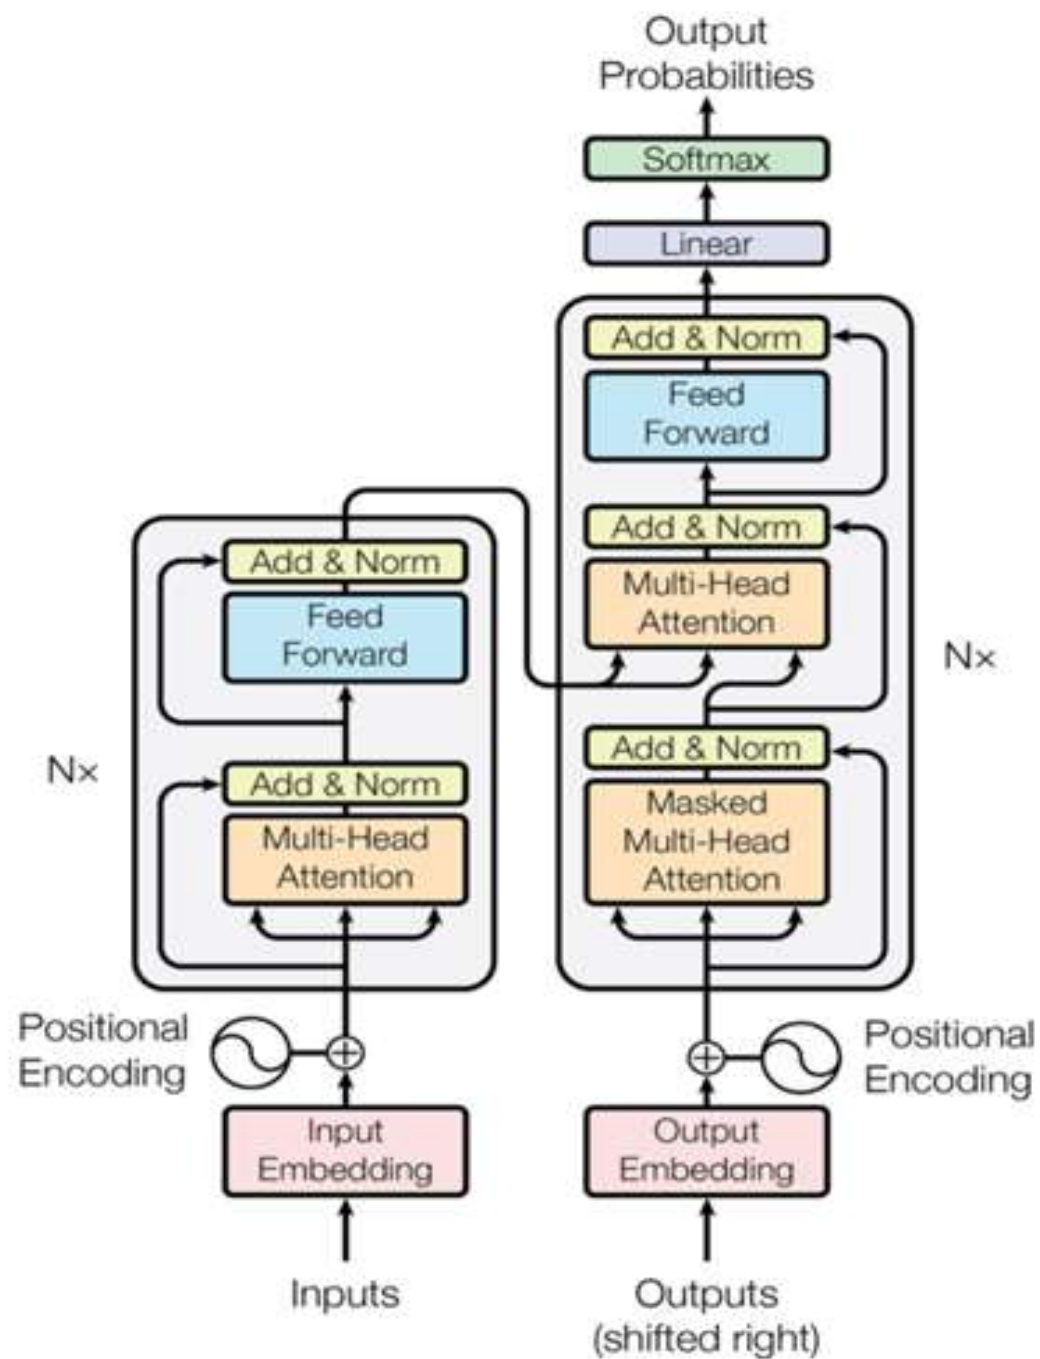 Output
Probabilities
Softmax
Linear
Add & Norm
Feed
Forward
Add & Norm
Multi-Head
Attention
Add & Norm
Masked
Multi-Head
Attention
Nx
Add & Norm
Feed
Forward
Add & Norm
Multi-Head
Attention
Nx
Positional
Encoding
Input
Embedding
Inputs
Positional
Encoding
Output
Embedding
Outputs
(shifted right)